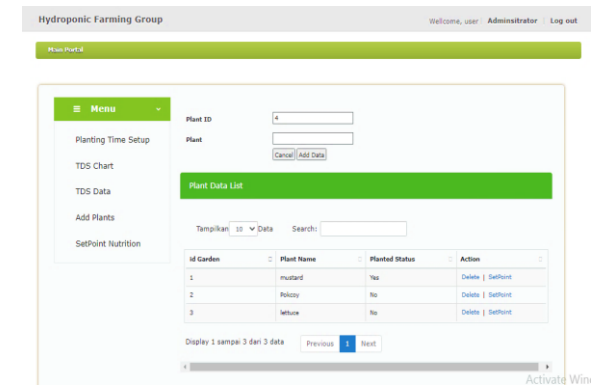 Hydroponic Farming Group
Wellcome, user : Adminsitrator | Log out
Main Portal
☰ Menu
Planting Time Setup
TDS Chart
TDS Data
Add Plants
SetPoint Nutrition
Plant ID 4
Plant
Cancel Add Data
Plant Data List
Tampilkan 10 Data Search:
id Garden Plant Name Planted Status Action
1 mustard Yes Delete | SetPoint
2 Pokcoy No Delete | SetPoint
3 lettuce No Delete | SetPoint
Display 1 sampai 3 dari 3 data Previous 1 Next
Activate Win